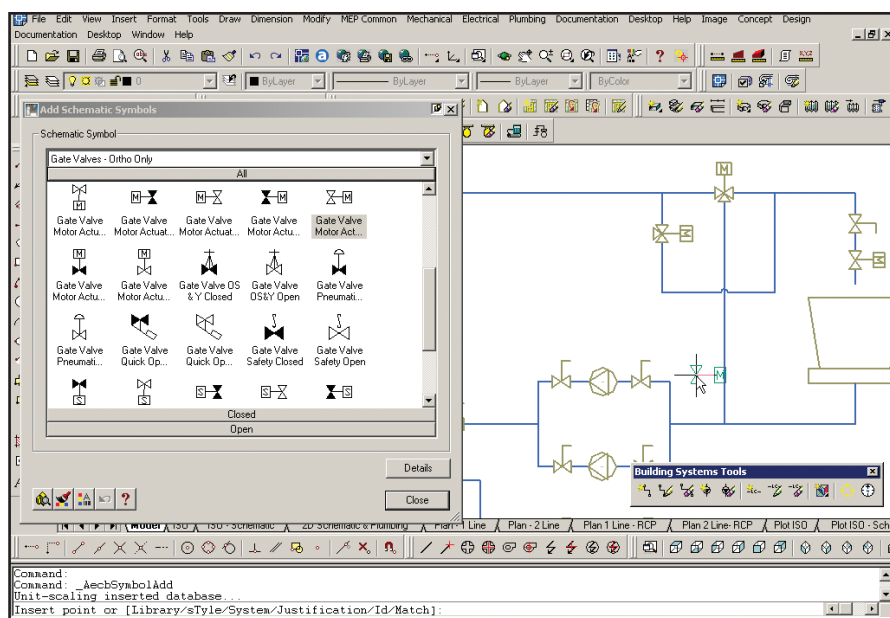 File Edit View Insert Format Tools Draw Dimension Modify MEP Common Mechanical Electrical Plumbing Documentation Desktop Help Image Concept Design
Documentation Desktop Window Help
0 ByLayer ByLayer ByLayer ByColor
Add Schematic Symbols
Schematic Symbol
Gate Valves - Ortho Only
All
M M M M M
Gate Valve Gate Valve Gate Valve Gate Valve Gate Valve
Motor Actu... Motor Actuat... Motor Actuat... Motor Actu... Motor Act...
M M
Gate Valve Gate Valve Gate Valve OS Gate Valve Gate Valve
Motor Actu... Motor Actu... & Y Closed OS&Y Open Pneumati...
Gate Valve Gate Valve Gate Valve Gate Valve Gate Valve
Pneumati... Quick Op... Quick Op... Safety Closed Safety Open
S S S S S
Closed
Open
Details
Close
M
M
M
M
Building Systems Tools
Model ISO ISO - Schematic 2D Schematic & Plumbing Plan - 1 Line Plan - 2 Line Plan 1 Line - RCP Plan 2 Line- RCP Plot ISO Plot ISO - Sch
Command:
Command: _AecbSymbolAdd
Unit-scaling inserted database...
Insert point or [Library/sTyle/System/Justification/Id/Match]: